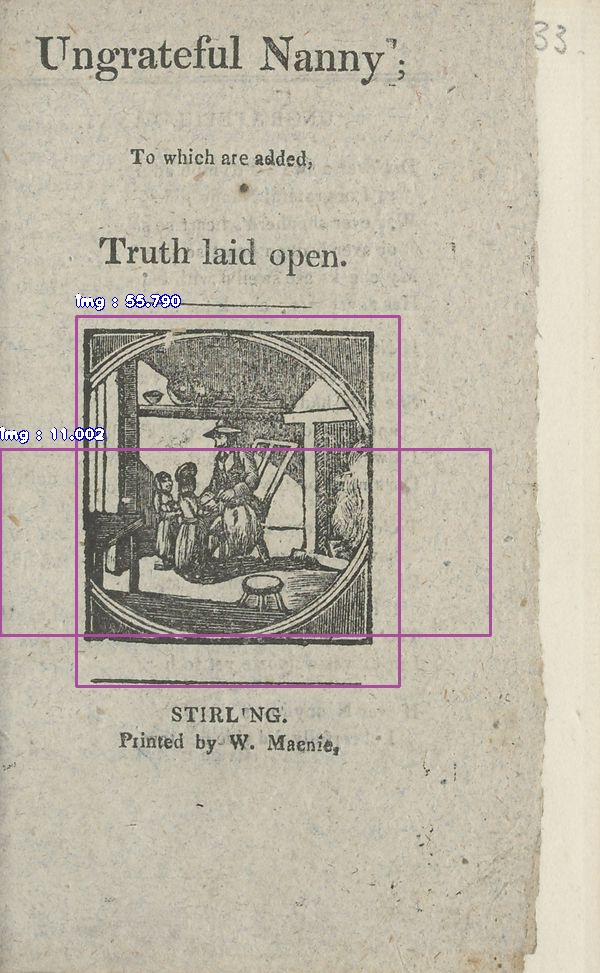 33
Ungrateful Nanny;
To which are added,
Truth laid open.
img : 55.790
img : 11.002
STIRL'NG.
Printed by W. Macnie,